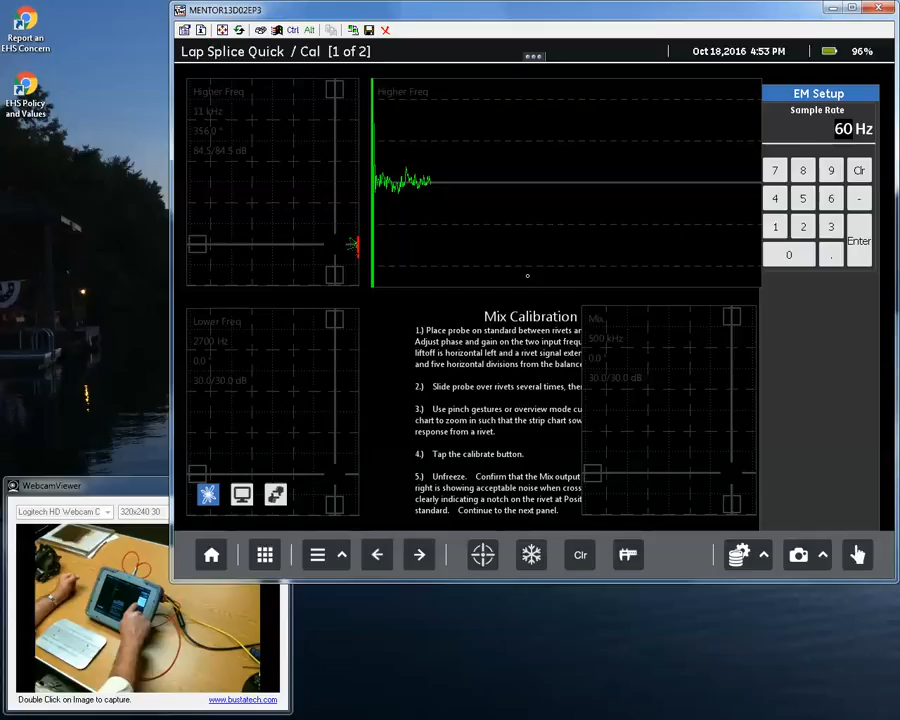 Report an
EHS Concern
EHS Policy
and Values
MENTOR13D02EP3
Ctrl Alt
Lap Splice Quick / Cal [1 of 2]
Oct 18,2016 4:53 PM
96%
Higher Freq
31 kHz
356.0 °
84.5/84.5 dB
Higher Freq
EM Setup
Sample Rate
60 Hz
7 8 9 Clr
4 5 6 -
1 2 3
Enter
0 .
Lower Freq
2700 Hz
0.0 °
30.0/30.0 dB
Mix Calibration
1.) Place probe on standard between rivets an
Adjust phase and gain on the two input frequ
liftoff is horizontal left and a rivet signal exter
and five horizontal divisions from the balance
2.) Slide probe over rivets several times, the
3.) Use pinch gestures or overview mode cu
chart to zoom in such that the strip chart sow
response from a rivet.
4.) Tap the calibrate button.
5.) Unfreeze. Confirm that the Mix output
right is showing acceptable noise when cross
clearly indicating a notch on the rivet at Positi
standard. Continue to the next panel.
Mix
500 kHz
0.0
30.0/30.0 dB
Clr
WebcamViewer
Logitech HD Webcam C
320x240 30
Double Click on Image to capture.
www.bustatech.com